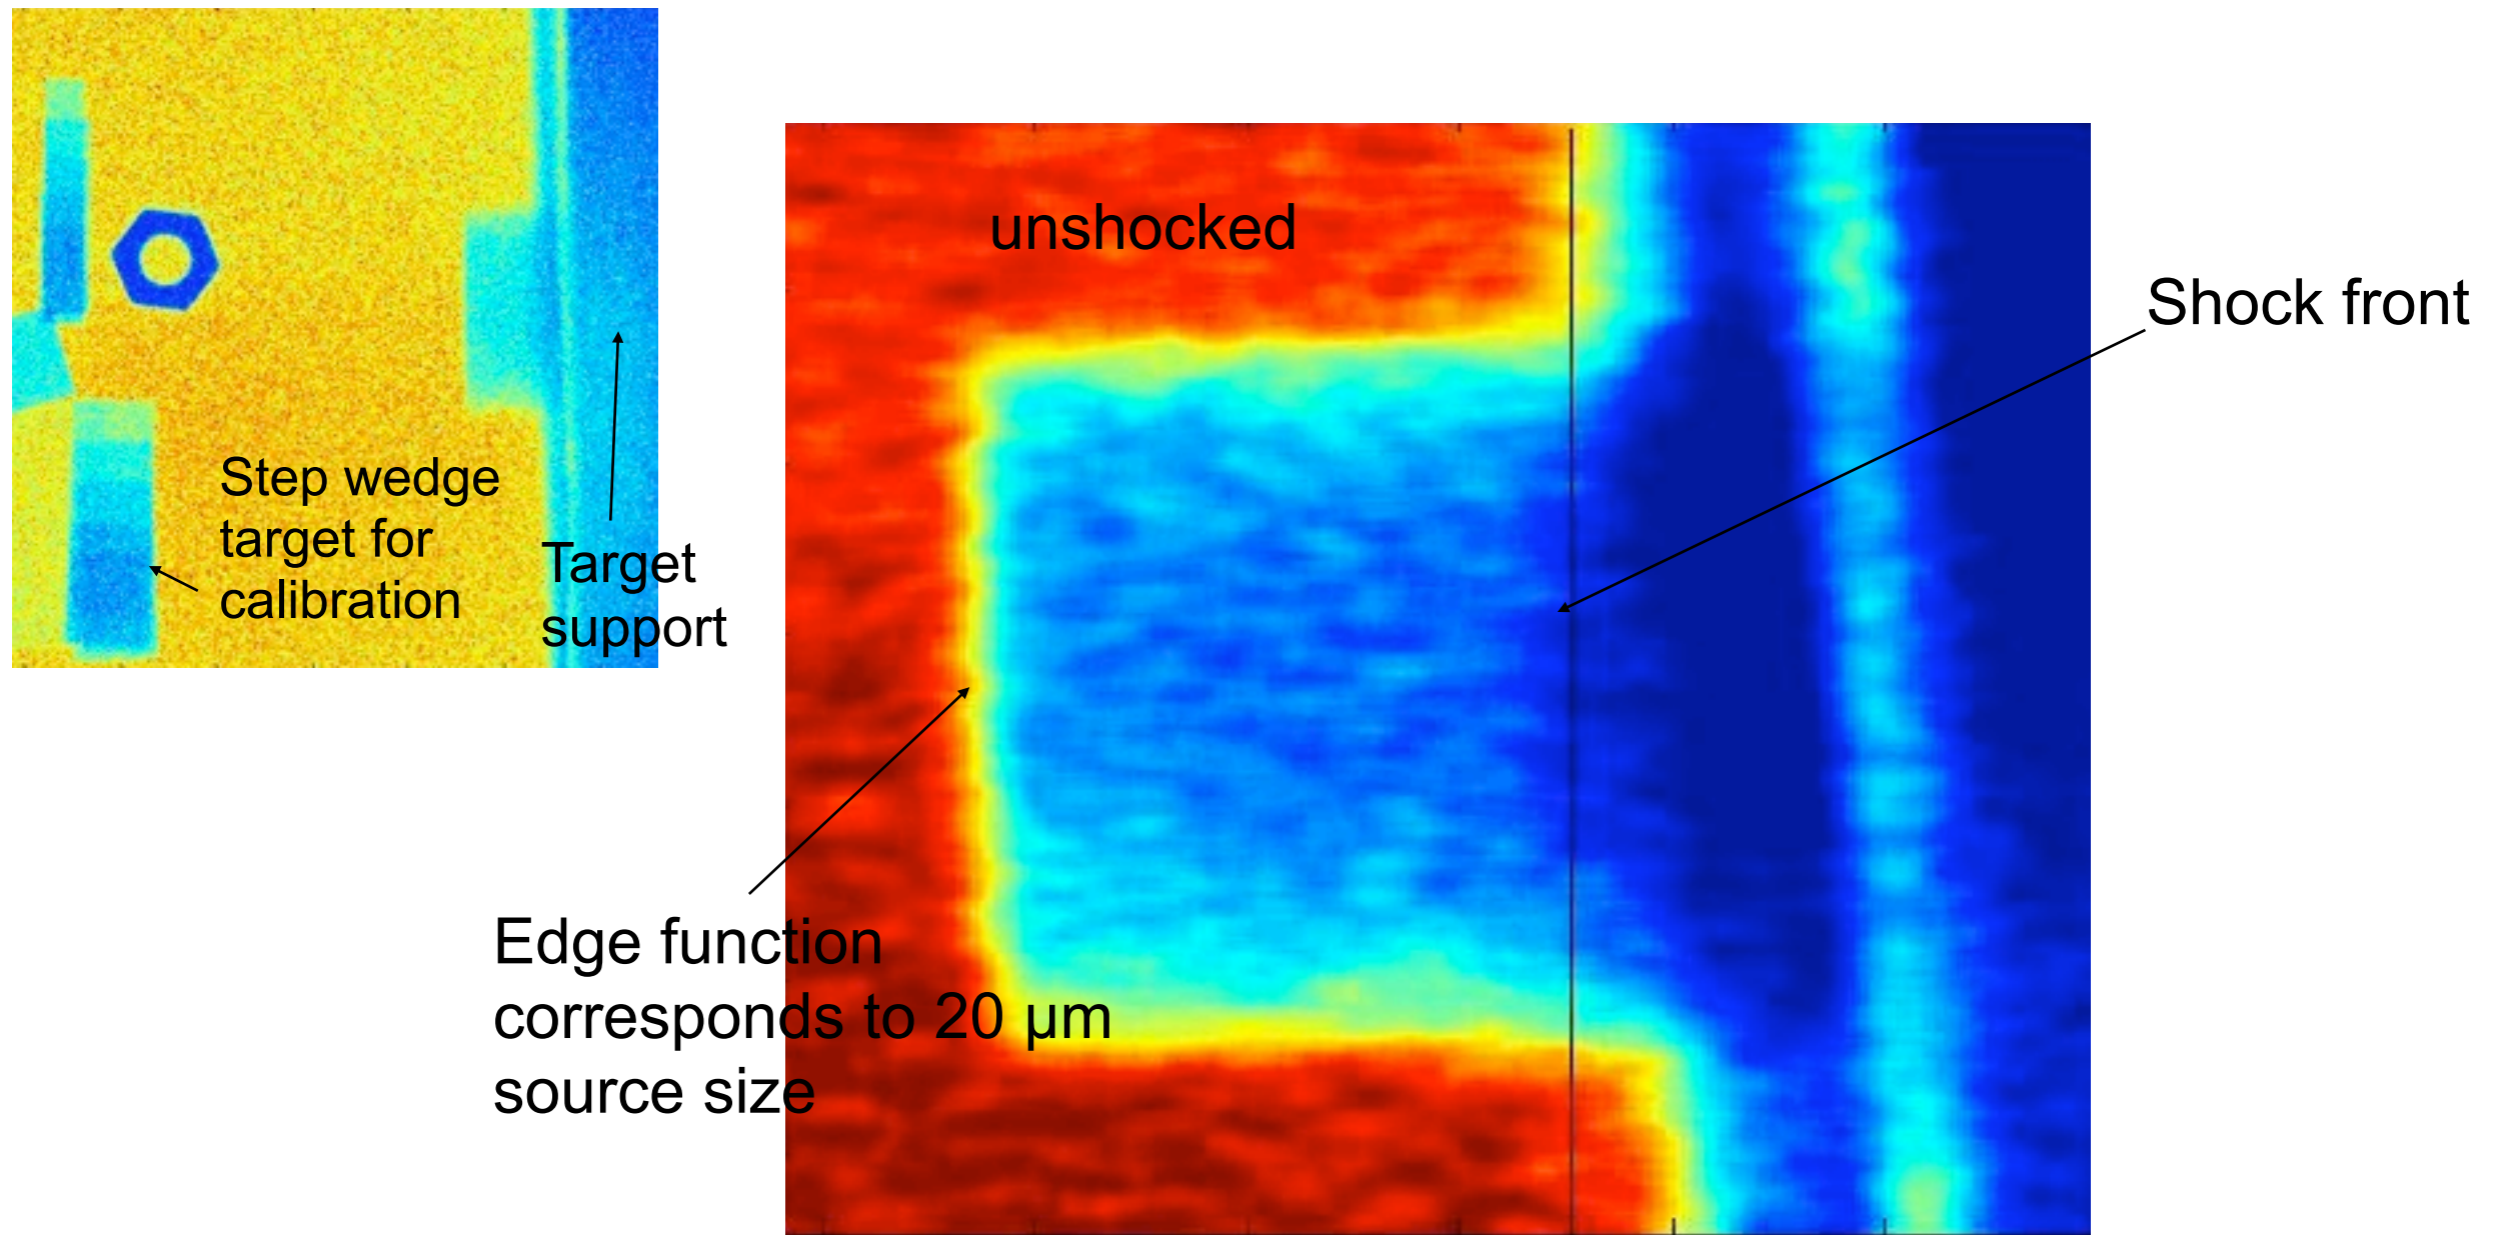 unshocked
Shock front
Step wedge
target for
calibration
Target
support
Edge function
corresponds to 20 µm
source size